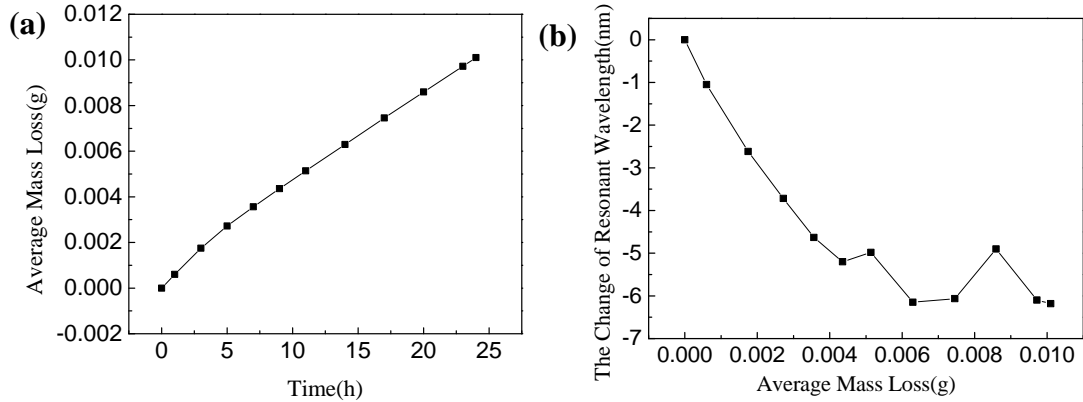 (a)
0.012
0.010
0.008
0.006
0.004
0.002
0.000
-0.002
Average Mass Loss(g)
0 5 10 15 20 25
Time(h)
(b)
0
-1
-2
-3
-4
-5
-6
-7
The Change of Resonant Wavelength(nm)
0.000 0.002 0.004 0.006 0.008 0.010
Average Mass Loss(g)